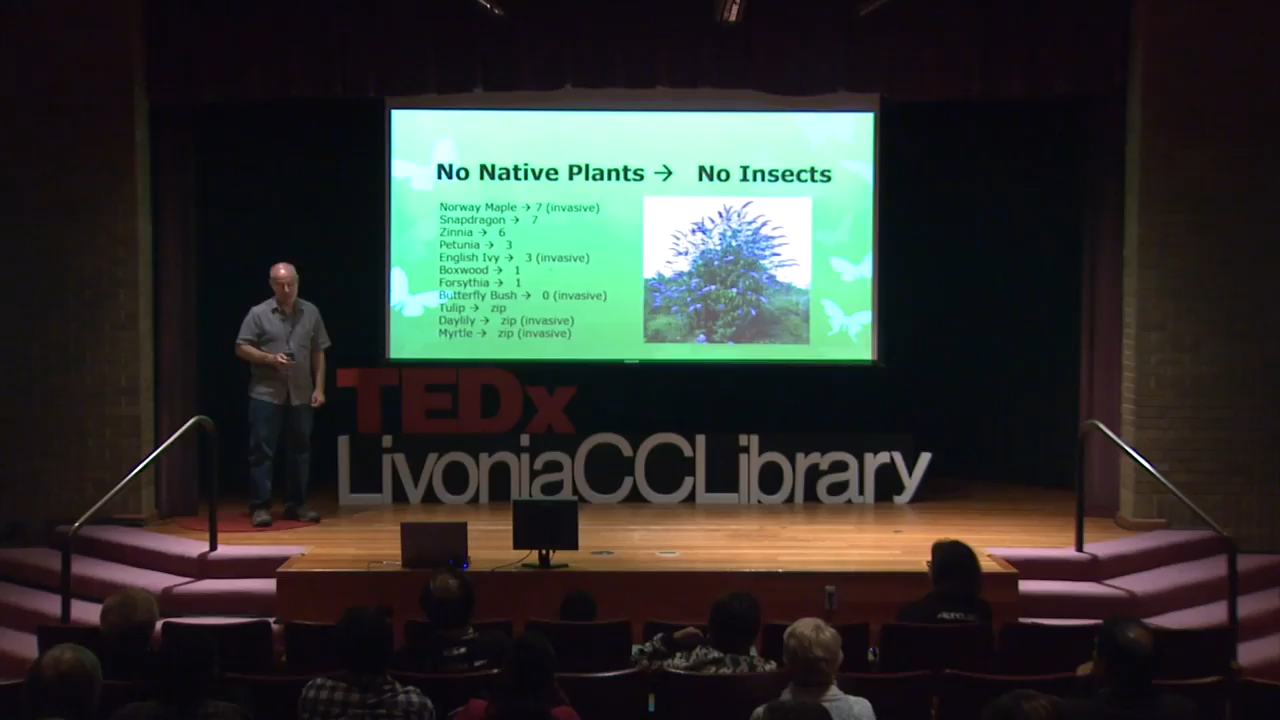 No Native Plants → No Insects
Norway Maple → 7 (invasive)
Snapdragon → 7
Zinnia → 6
Petunia → 3
English Ivy → 3 (invasive)
Boxwood → 1
Forsythia → 1
Butterfly Bush → 0 (invasive)
Tulip → zip
Daylily → zip (invasive)
Myrtle → zip (invasive)
TEDx
LivoniaCCLibrary